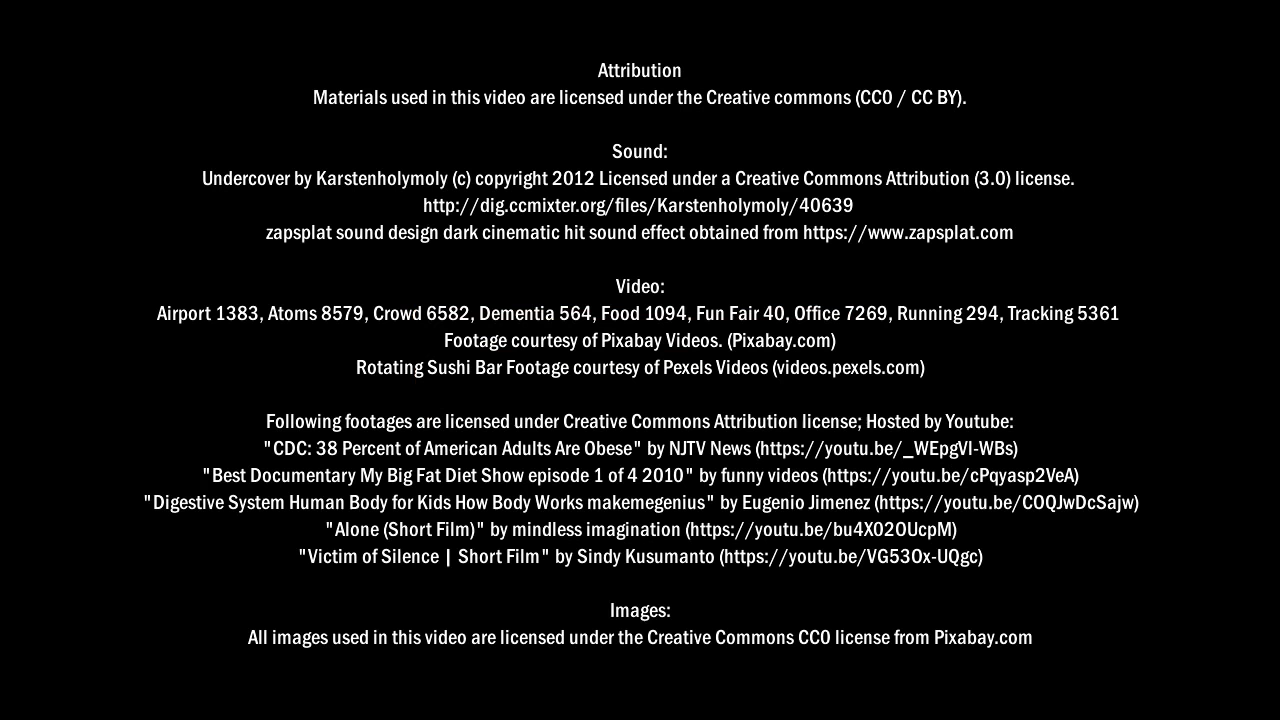 Attribution
Materials used in this video are licensed under the Creative commons (CC0 / CC BY).
Sound:
Undercover by Karstenholymoly (c) copyright 2012 Licensed under a Creative Commons Attribution (3.0) license.
http://dig.ccmixter.org/files/Karstenholymoly/40639
zapsplat sound design dark cinematic hit sound effect obtained from https://www.zapsplat.com
Video:
Airport 1383, Atoms 8579, Crowd 6582, Dementia 564, Food 1094, Fun Fair 40, Office 7269, Running 294, Tracking 5361
Footage courtesy of Pixabay Videos. (Pixabay.com)
Rotating Sushi Bar Footage courtesy of Pexels Videos (videos.pexels.com)
Following footages are licensed under Creative Commons Attribution license; Hosted by Youtube:
"CDC: 38 Percent of American Adults Are Obese" by NJTV News (https://youtu.be/_WEpgVI-WBs)
"Best Documentary My Big Fat Diet Show episode 1 of 4 2010" by funny videos (https://youtu.be/cPqyasp2VeA)
"Digestive System Human Body for Kids How Body Works makemegenius" by Eugenio Jimenez (https://youtu.be/COQJwDcSajw)
"Alone (Short Film)" by mindless imagination (https://youtu.be/bu4X02OUcpM)
"Victim of Silence | Short Film" by Sindy Kusumanto (https://youtu.be/VG53Ox-UQgc)
Images:
All images used in this video are licensed under the Creative Commons CC0 license from Pixabay.com